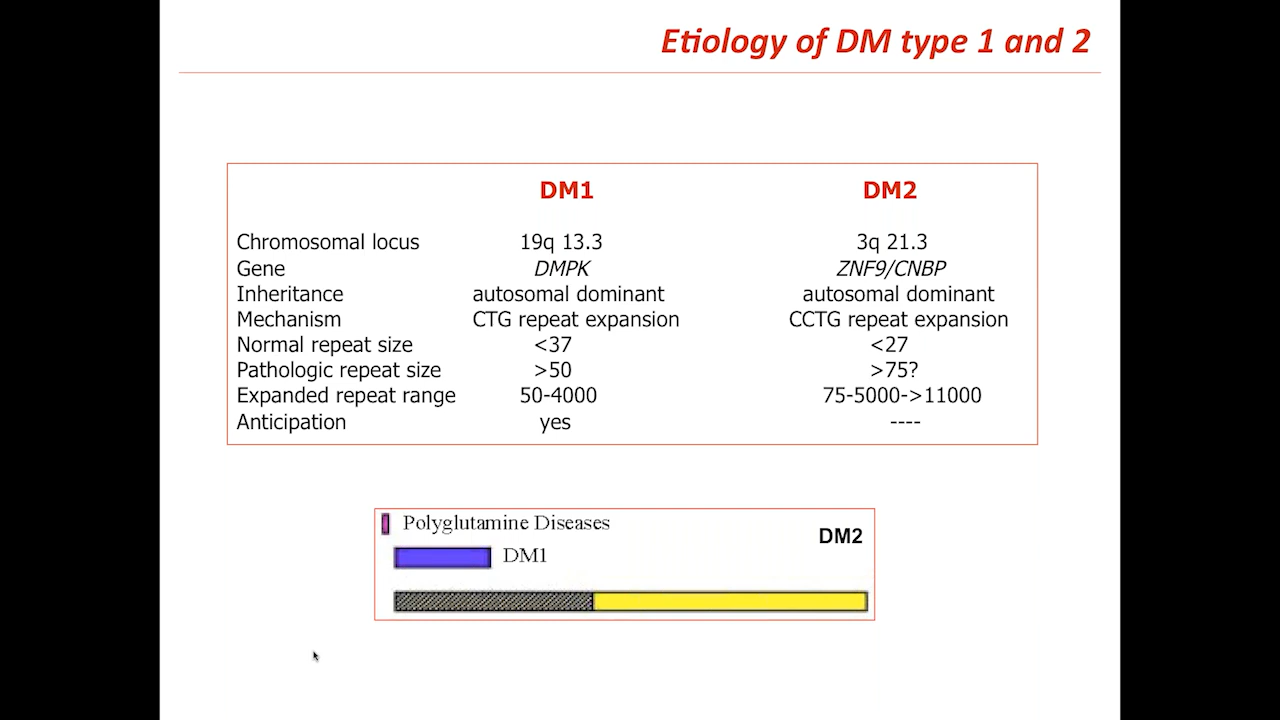 Etiology of DM type 1 and 2
DM1 DM2
Chromosomal locus 19q 13.3 3q 21.3
Gene DMPK ZNF9/CNBP
Inheritance autosomal dominant autosomal dominant
Mechanism CTG repeat expansion CCTG repeat expansion
Normal repeat size <37 <27
Pathologic repeat size >50 >75?
Expanded repeat range 50-4000 75-5000->11000
Anticipation yes ----
Polyglutamine Diseases
DM2
DM1